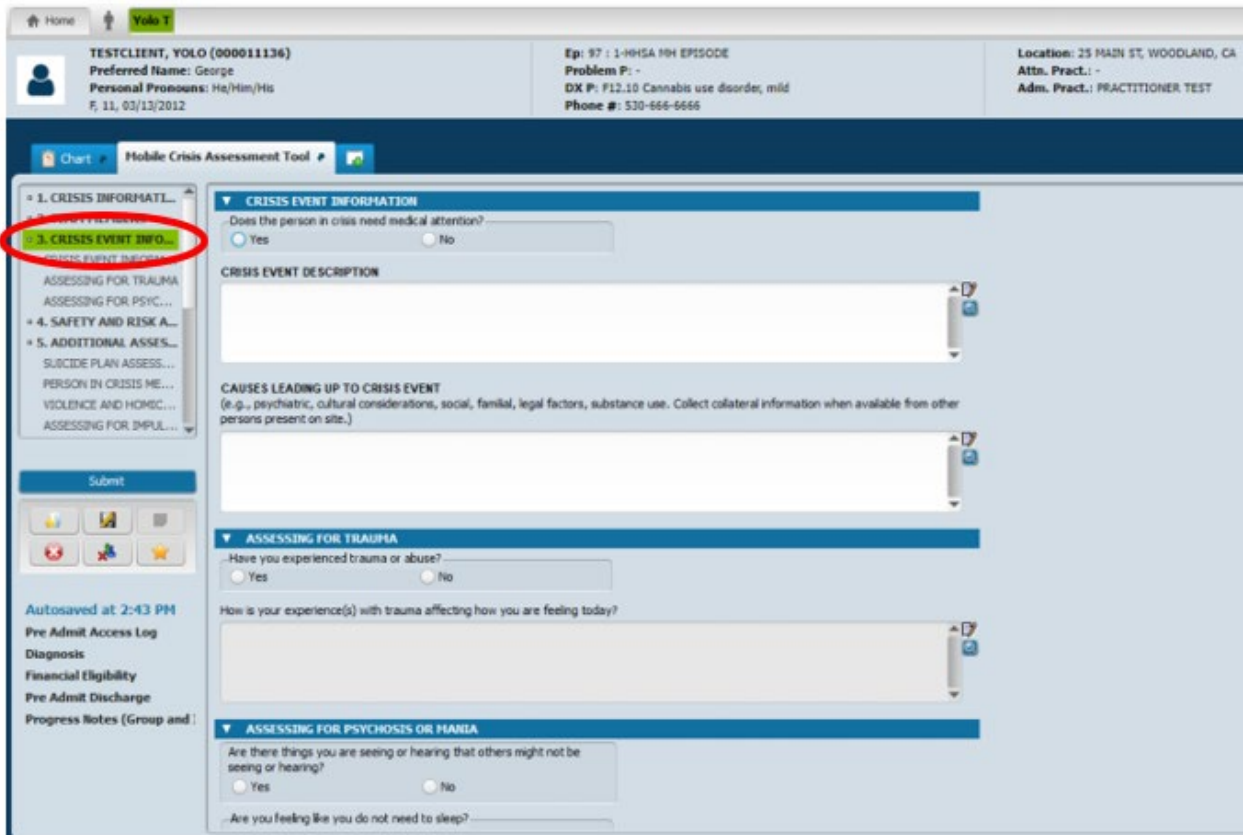 Home
Yolo T
TESTCLIENT, YOLO (000011136)
Preferred Name: George
Personal Pronouns: He/Him/His
F, 11, 03/13/2012
Ep: 97 : 1-HHSA MH EPISODE
Problem P: -
DX P: F12.10 Cannabis use disorder, mild
Phone #: 530-666-6666
Location: 25 MAIN ST, WOODLAND, CA
Attn. Pract.: -
Adm. Pract.: PRACTITIONER TEST
Chart
Mobile Crisis Assessment Tool
1. CRISIS INFORMATI...
3. CRISIS EVENT INFO...
CRISIS EVENT INFORM...
ASSESSING FOR TRAUMA
ASSESSING FOR PSYC...
4. SAFETY AND RISK A...
5. ADDITIONAL ASSES...
SUICIDE PLAN ASSESS...
PERSON IN CRISIS ME...
VIOLENCE AND HOMIC...
ASSESSING FOR IMPUL...
Submit
Autosaved at 2:43 PM
Pre Admit Access Log
Diagnosis
Financial Eligibility
Pre Admit Discharge
Progress Notes (Group and
CRISIS EVENT INFORMATION
Does the person in crisis need medical attention?
Yes No
CRISIS EVENT DESCRIPTION
CAUSES LEADING UP TO CRISIS EVENT
(e.g., psychiatric, cultural considerations, social, familial, legal factors, substance use. Collect collateral information when available from other
persons present on site.)
ASSESSING FOR TRAUMA
Have you experienced trauma or abuse?
Yes No
How is your experience(s) with trauma affecting how you are feeling today?
ASSESSING FOR PSYCHOSIS OR MANIA
Are there things you are seeing or hearing that others might not be
seeing or hearing?
Yes No
Are you feeling like you do not need to sleep?